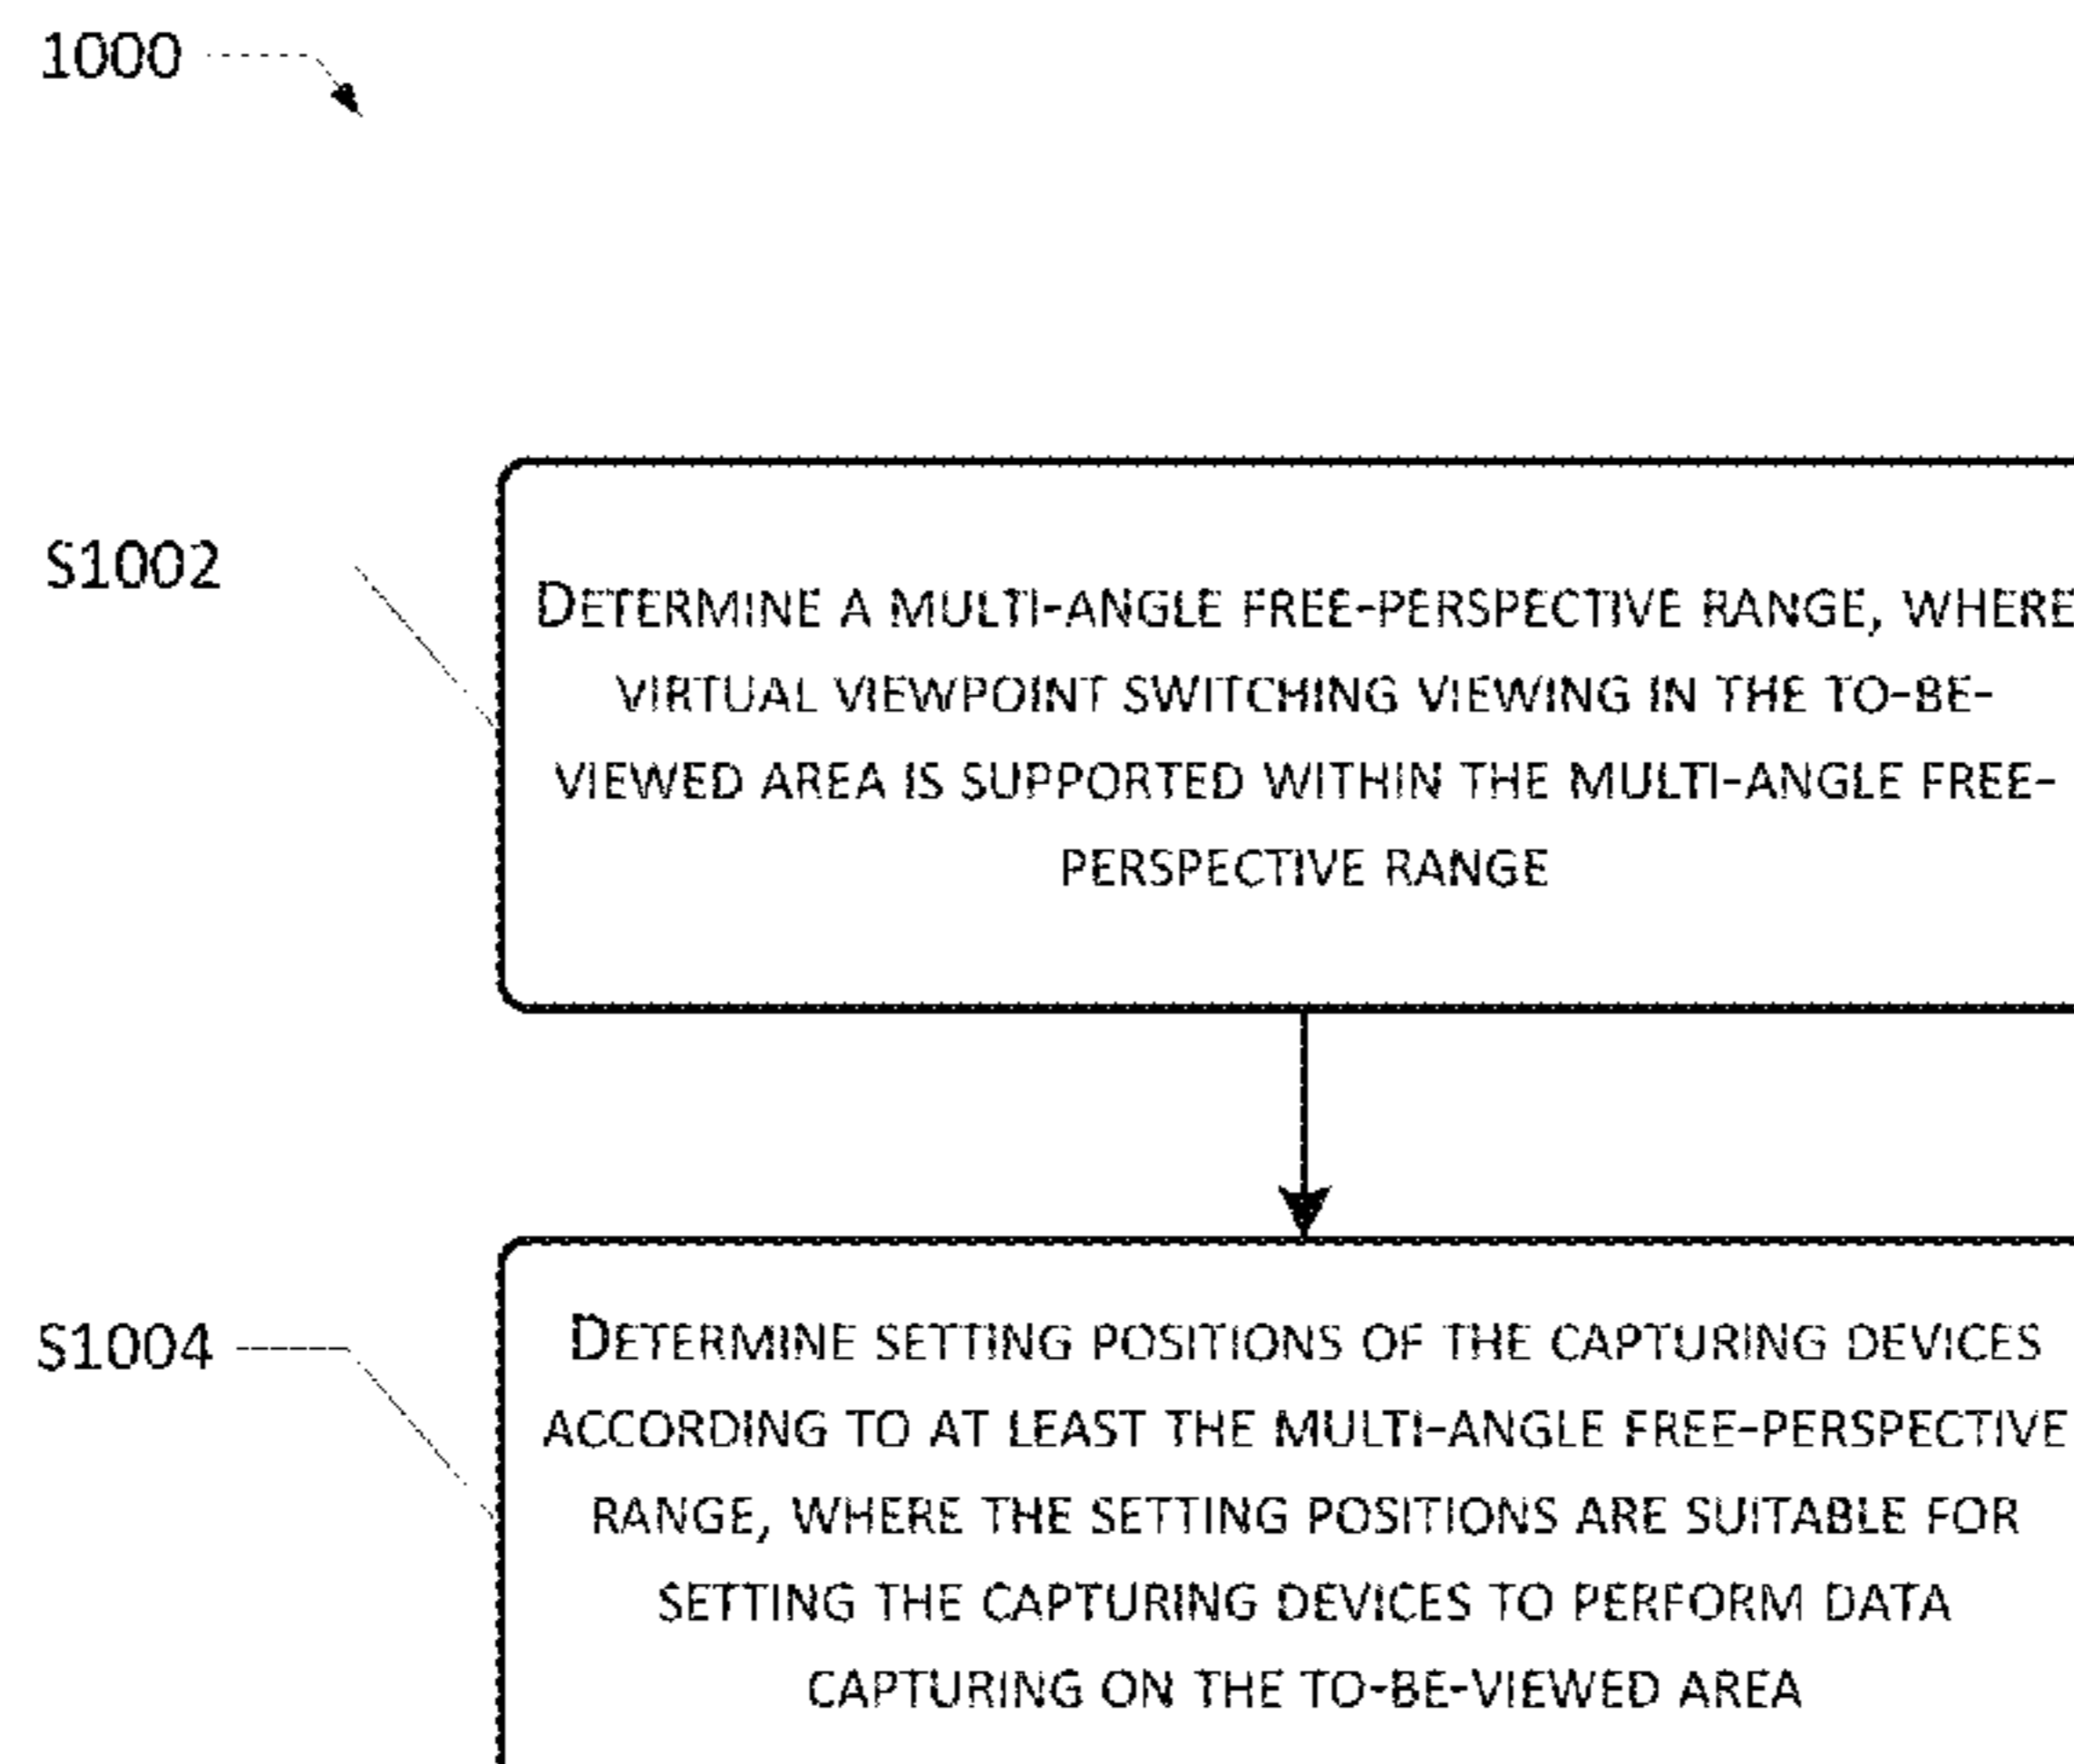 1000
S1002
DETERMINE A MULTI-ANGLE FREE-PERSPECTIVE RANGE, WHERE
VIRTUAL VIEWPOINT SWITCHING VIEWING IN THE TO-BE-
VIEWED AREA IS SUPPORTED WITHIN THE MULTI-ANGLE FREE-
PERSPECTIVE RANGE
S1004
DETERMINE SETTING POSITIONS OF THE CAPTURING DEVICES
ACCORDING TO AT LEAST THE MULTI-ANGLE FREE-PERSPECTIVE
RANGE, WHERE THE SETTING POSITIONS ARE SUITABLE FOR
SETTING THE CAPTURING DEVICES TO PERFORM DATA
CAPTURING ON THE TO-BE-VIEWED AREA